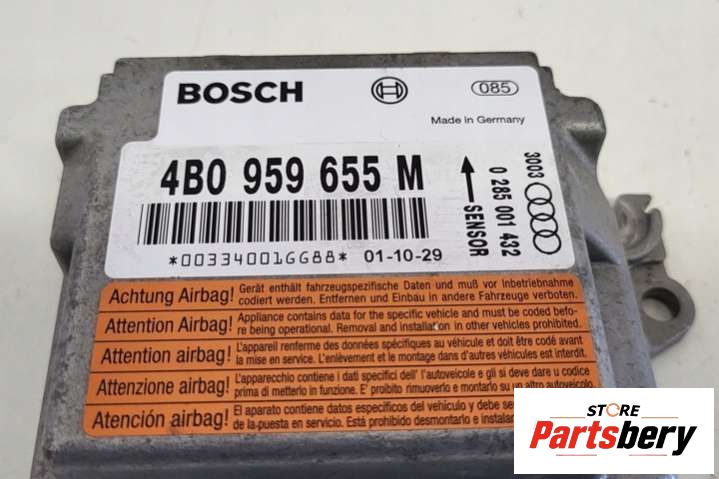 BOSCH
085
Made in Germany
4B0 959 655 M
SENSOR
0 285 001 432
3003
*00334001GG88* 01-10-29
Achtung Airbag! Gerät enthält fahrzeugspezifische Daten und muß vor Inbetriebnahme
codiert werden. Entfernen und Einbau in andere Fahrzeuge verboten.
Attention Airbag! Appliance contains data for the specific vehicle and must be coded befo-
re being operational. Removal and installation in other vehicles prohibited.
Attention airbag! L'appareil renferme des données spécifiques au véhicule et doit être codé avant
la mise en service. L'enlèvement et le montage dans d'autres véhicules est interdit.
Attenzione airbag! L'apparecchio contiene i dati specifici dell' l'autoveicolo e gli si deve dare u codice
prima di metterlo in funzione. E' proibito rimuoverlo e montarlo su in altro autoveicolo.
Atención airbag! El aparato contiene datos específicos del vehículo y debe se
de la puesta en servicio. Está prohibido desmontarlo e instala
STORE
Partsbery